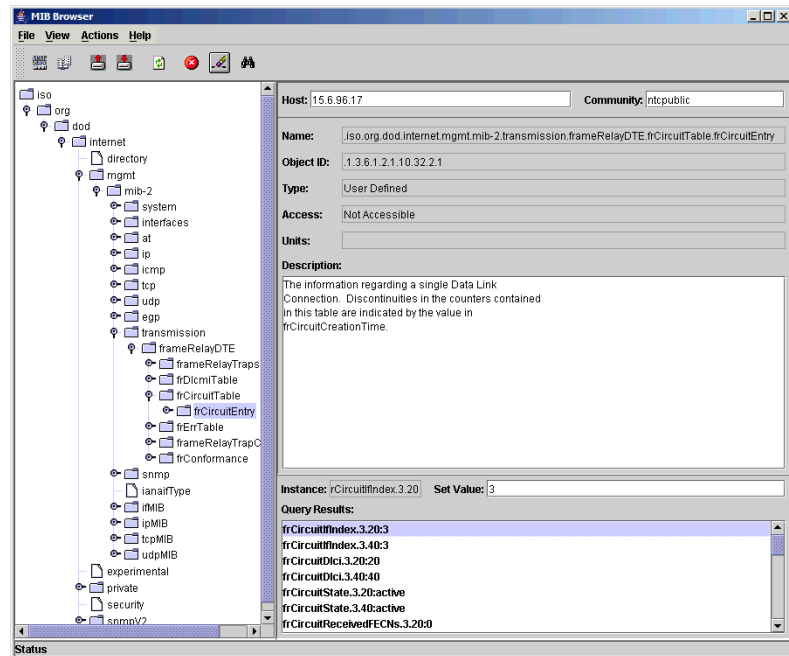 MIB Browser
File View Actions Help
iso
org
dod
internet
directory
mgmt
mib-2
system
interfaces
at
ip
icmp
tcp
udp
egp
transmission
frameRelayDTE
frameRelayTraps
frDlcmiTable
frCircuitTable
frCircuitEntry
frErrTable
frameRelayTrapC
frConformance
snmp
ianaifType
ifMIB
ipMIB
tcpMIB
udpMIB
experimental
private
security
snmpV2
Host: 15.6.96.17 Community: ntcpublic
Name: .iso.org.dod.internet.mgmt.mib-2.transmission.frameRelayDTE.frCircuitTable.frCircuitEntry
Object ID: .1.3.6.1.2.1.10.32.2.1
Type: User Defined
Access: Not Accessible
Units:
Description:
The information regarding a single Data Link
Connection. Discontinuities in the counters contained
in this table are indicated by the value in
frCircuitCreationTime.
Instance: rCircuitIfIndex.3.20 Set Value: 3
Query Results:
frCircuitIfIndex.3.20:3
frCircuitIfIndex.3.40:3
frCircuitDlci.3.20:20
frCircuitDlci.3.40:40
frCircuitState.3.20:active
frCircuitState.3.40:active
frCircuitReceivedFECNs.3.20:0
Status